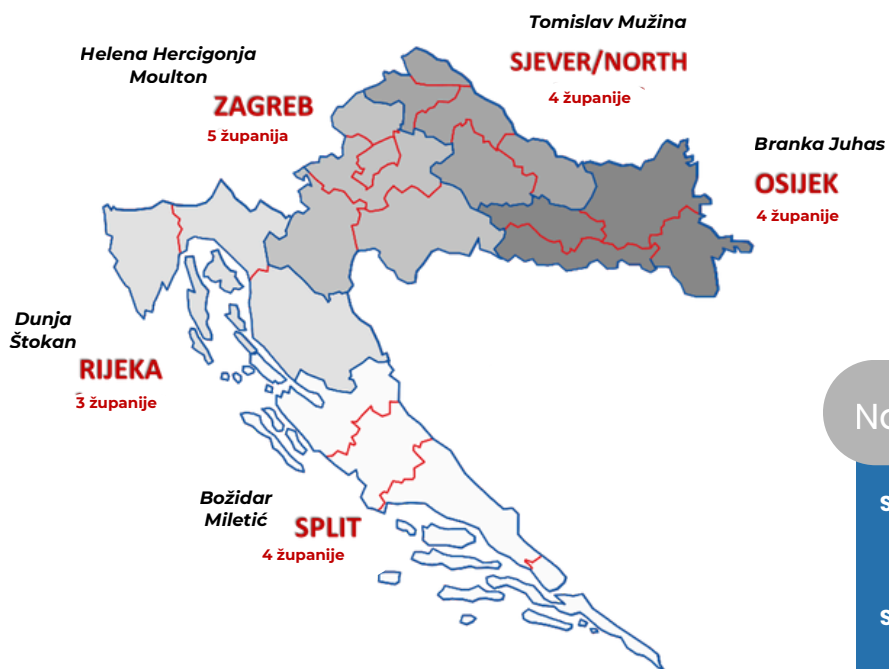 Tomislav Mužina
SJEVER/NORTH
4 županije
Helena Hercigonja
Moulton
ZAGREB
5 županija
Branka Juhas
OSIJEK
4 županije
Dunja
Štokan
RIJEKA
3 županije
Božidar
Miletić
SPLIT
4 županije